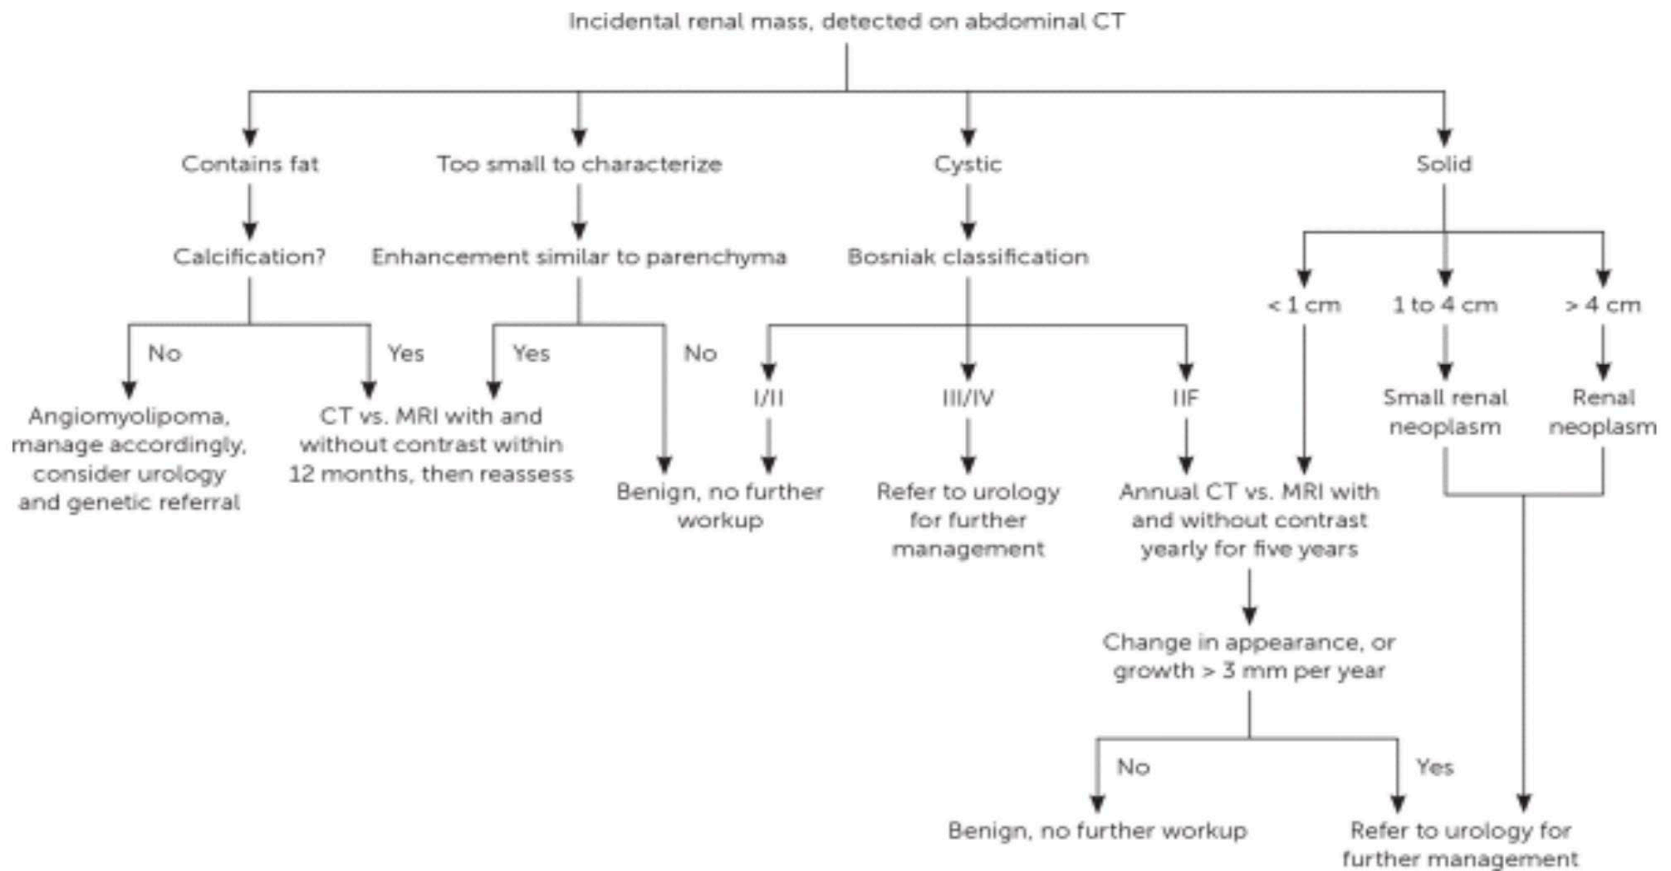 Incidental renal mass, detected on abdominal CT
Contains fat
Too small to characterize
Cystic
Solid
Calcification?
Enhancement similar to parenchyma
Bosniak classification
< 1 cm
1 to 4 cm
> 4 cm
No
Yes
Yes
No
I/II
III/IV
IIF
Small renal
neoplasm
Renal
neoplasm
Angiomyolipoma,
manage accordingly,
consider urology
and genetic referral
CT vs. MRI with and
without contrast within
12 months, then reassess
Benign, no further
workup
Refer to urology
for further
management
Annual CT vs. MRI with
and without contrast
yearly for five years
Change in appearance, or
growth > 3 mm per year
No
Yes
Benign, no further workup
Refer to urology for
further management